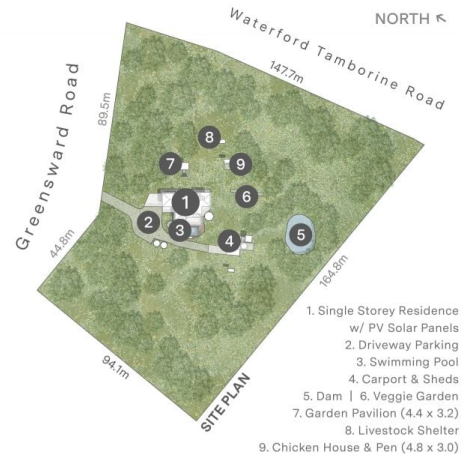 NORTH ↖
Waterford Tamborine Road
147.7m
Greensward Road
89.5m
8
7
9
6
1
2
3
4
5
44.8m
164.8m
94.1m
SITE PLAN
1. Single Storey Residence
w/ PV Solar Panels
2. Driveway Parking
3. Swimming Pool
4. Carport & Sheds
5. Dam | 6. Veggie Garden
7. Garden Pavilion (4.4 x 3.2)
8. Livestock Shelter
9. Chicken House & Pen (4.8 x 3.0)